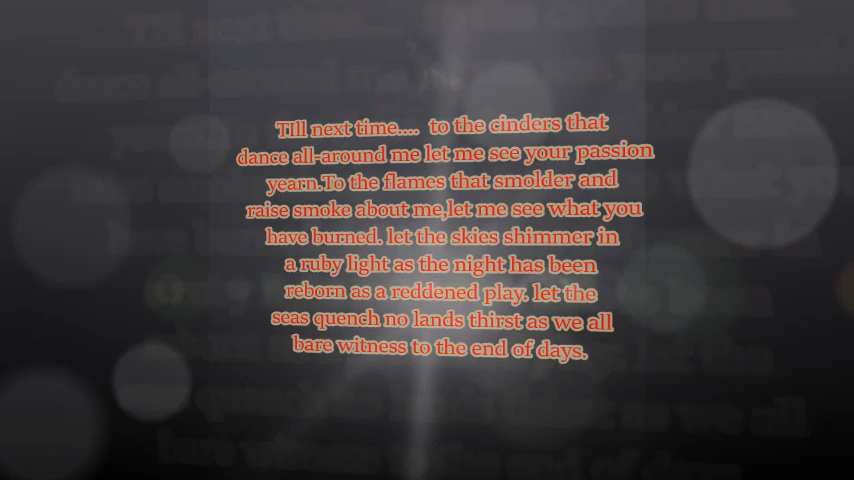 TIll next time.... to the cinders that
dance all-around me let me see your passion
yearn.To the flames that smolder and
raise smoke about me,let me see what you
have burned. let the skies shimmer in
a ruby light as the night has been
reborn as a reddened play. let the
seas quench no lands thirst as we all
bare witness to the end of days.